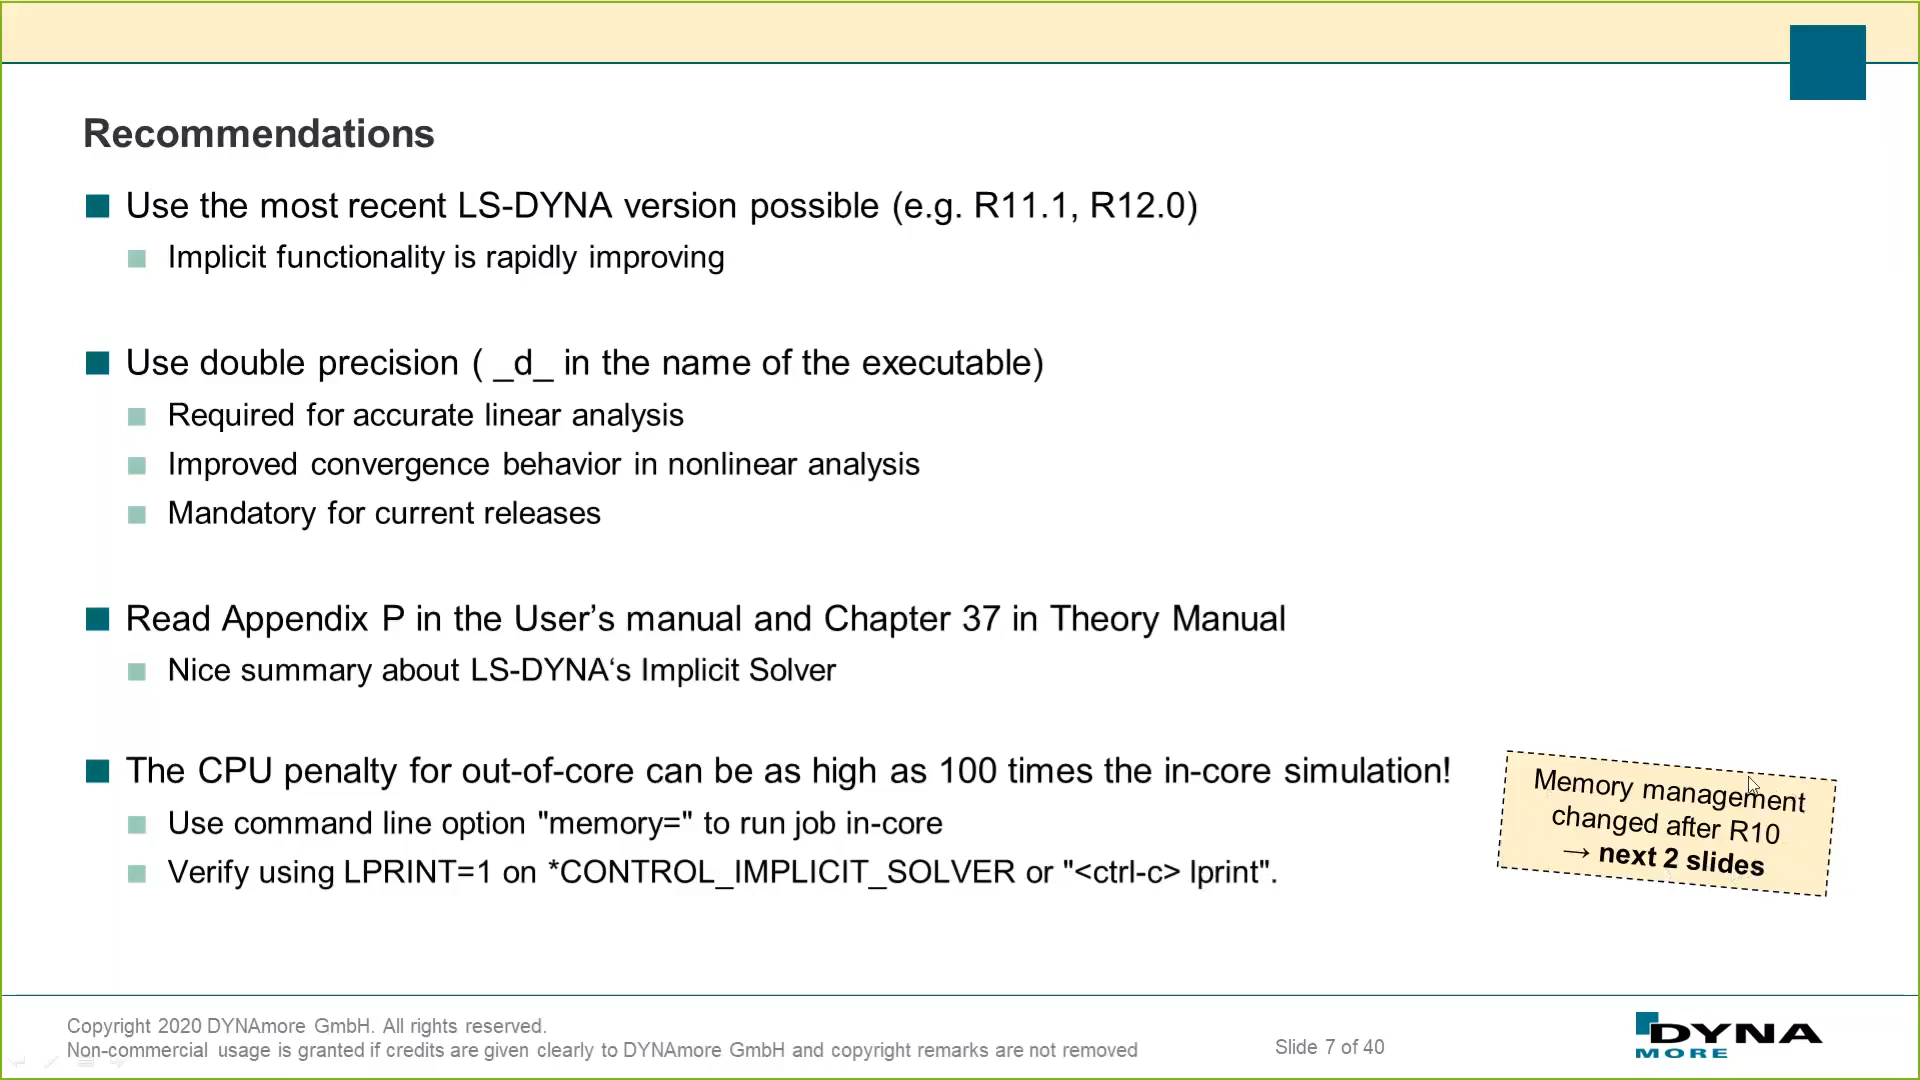 Recommendations
Use the most recent LS-DYNA version possible (e.g. R11.1, R12.0)
Implicit functionality is rapidly improving
Use double precision ( _d_ in the name of the executable)
Required for accurate linear analysis
Improved convergence behavior in nonlinear analysis
Mandatory for current releases
Read Appendix P in the User’s manual and Chapter 37 in Theory Manual
Nice summary about LS-DYNA‘s Implicit Solver
The CPU penalty for out-of-core can be as high as 100 times the in-core simulation!
Use command line option "memory=" to run job in-core
Verify using LPRINT=1 on *CONTROL_IMPLICIT_SOLVER or "<ctrl-c> lprint".
Memory management
changed after R10
→ next 2 slides
Copyright 2020 DYNAmore GmbH. All rights reserved.
Non-commercial usage is granted if credits are given clearly to DYNAmore GmbH and copyright remarks are not removed
Slide 7 of 40
DYNA
MORE